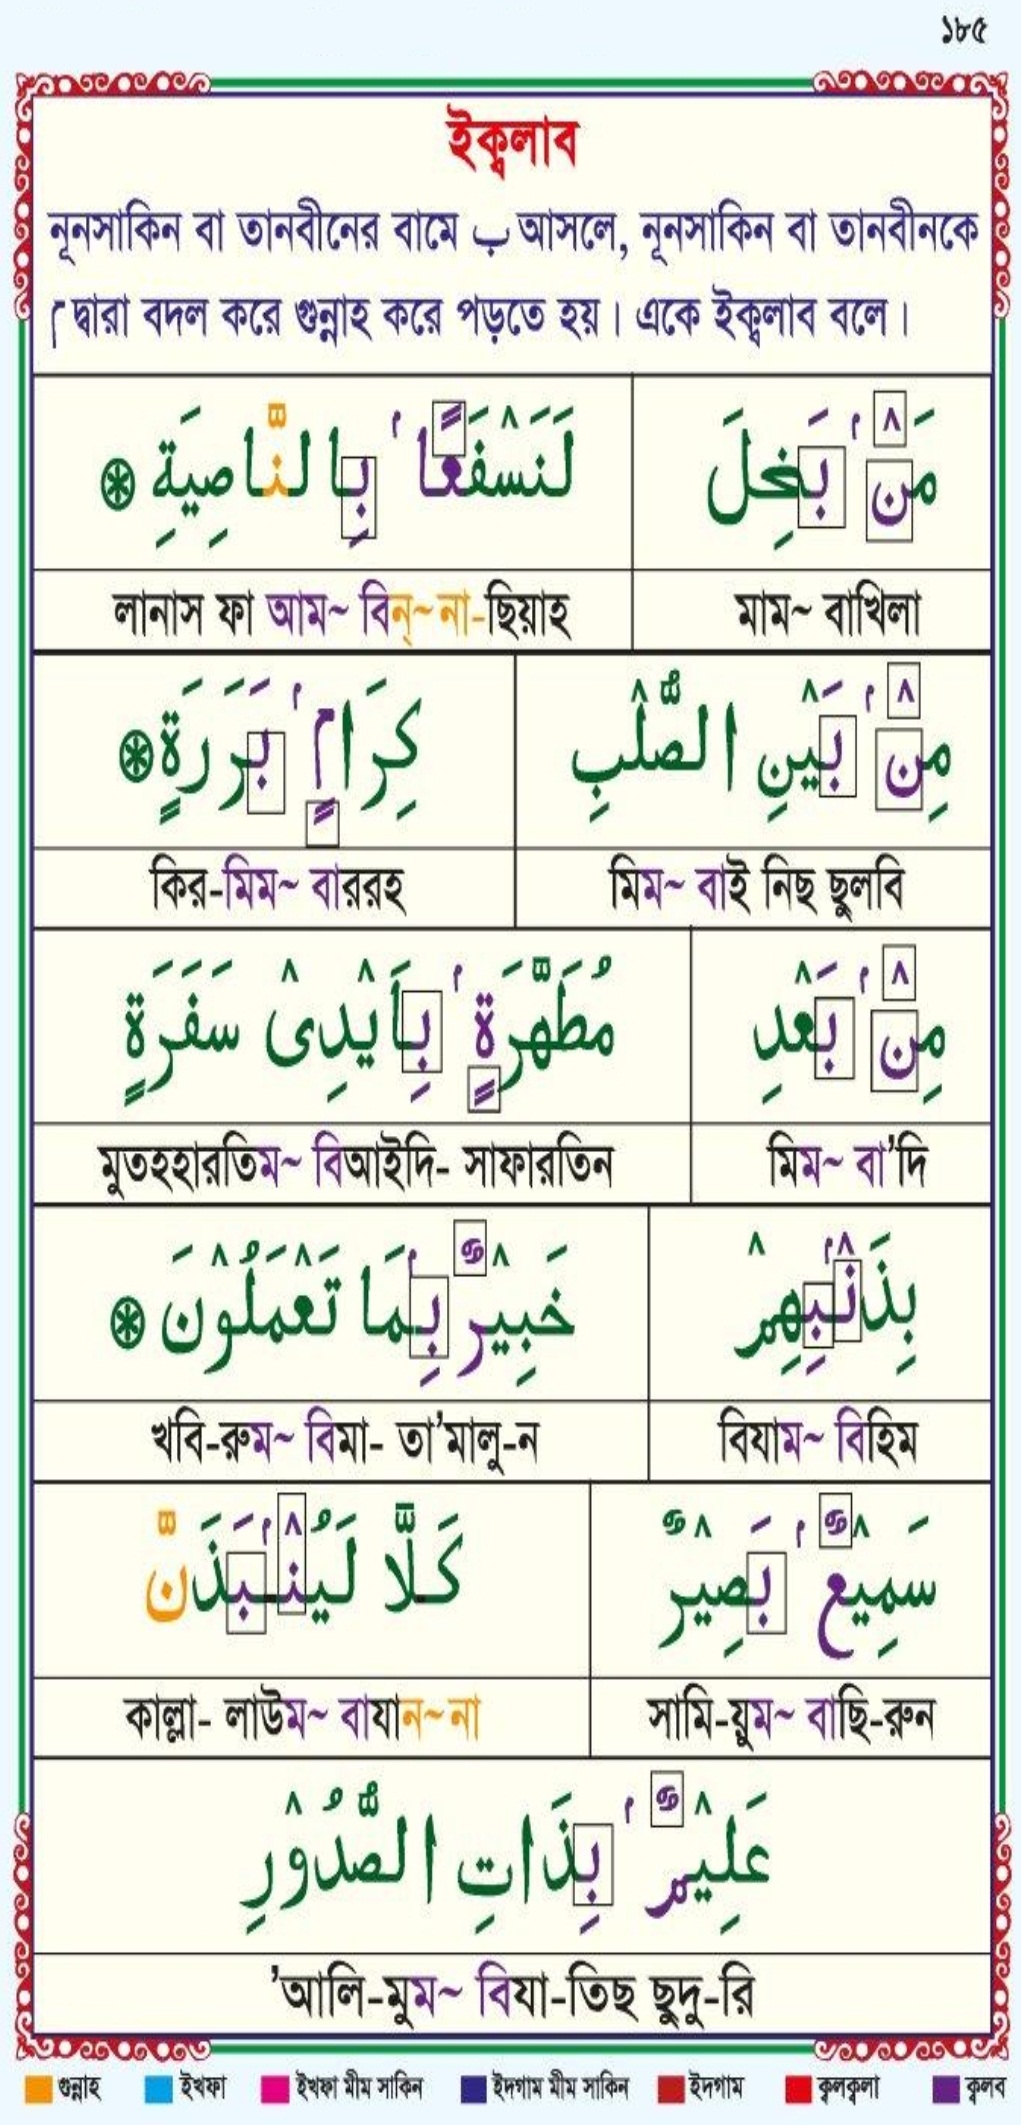 ১৮৫
ইক্বলাব
নূনসাকিন বা তানবীনের বামে ب আসলে, নূনসাকিন বা তানবীনকে
م দ্বারা বদল করে গুন্নাহ করে পড়তে হয়। একে ইক্বলাব বলে।
مَنْۢ بَخِلَ
لَنَسْفَعًاۢ بِا لنَّاصِيَةِ
মাম~ বাখিলা
লানাস ফা আম~ বিন্~না-ছিয়াহ
مِنْۢ بَيْنِ الصُّلْبِ
كِرَامٍۭ بَرَرَةٍ
মিম~ বাই নিছ ছুলবি
কির-মিম~ বাররহ
مِنْۢ بَعْدِ
مُطَهَّرَةٍۭ بِاَيْدِىْ سَفَرَةٍ
মিম~ বা'দি
মুতহহারতিম~ বিআইদি- সাফারতিন
بِذَنْۢبِهِمْ
خَبِيْرٌۢ بِمَا تَعْمَلُوْنَ
বিযাম~ বিহিম
খবি-রুম~ বিমা- তা'মালু-ন
سَمِيْعٌۢ بَصِيْرٌ
كَلَّا لَيُنْۢبَذَنَّ
সামি-য়ুম~ বাছি-রুন
কাল্লা- লাউম~ বাযান~না
عَلِيْمٌۢ بِذَاتِ الصُّدُوْرِ
'আলি-মুম~ বিযা-তিছ ছুদু-রি
গুন্নাহ ইখফা ইখফা মীম সাকিন ইদগাম মীম সাকিন ইদগাম ক্বলক্বলা ক্বলব